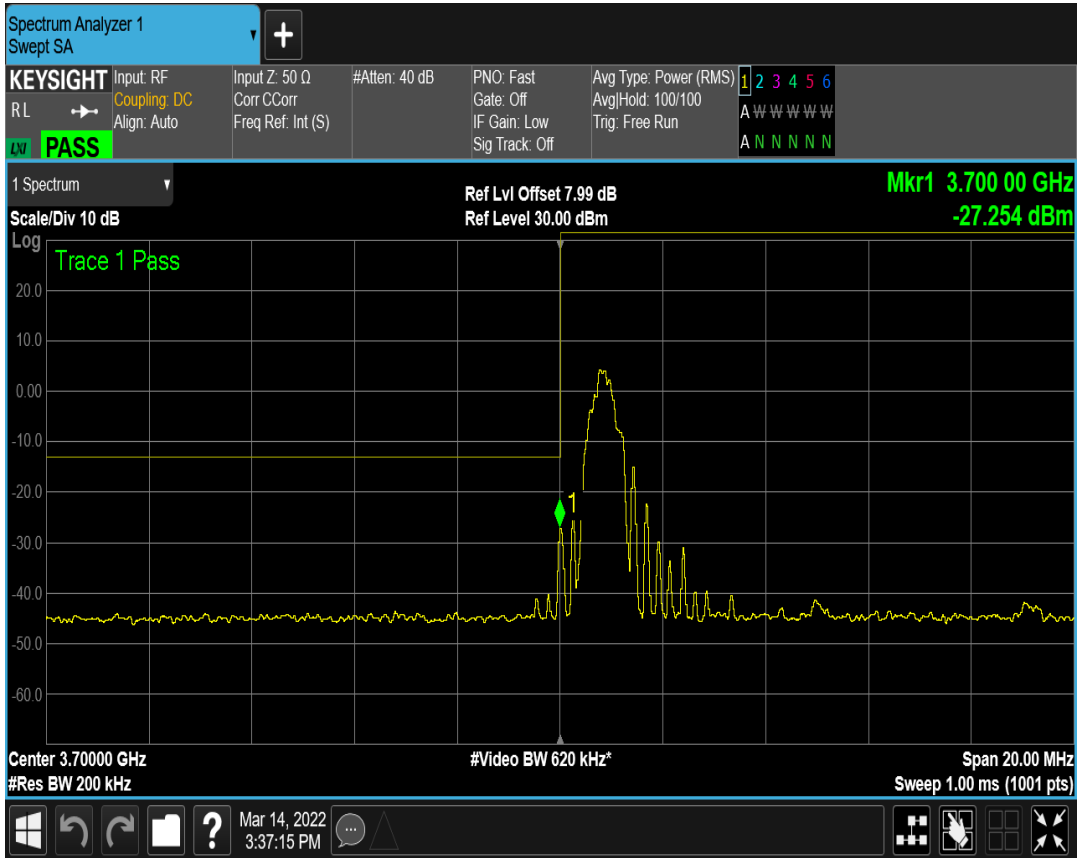 Spectrum Analyzer 1
Swept SA
+
KEYSIGHT
R L
LXI PASS
Input: RF
Coupling: DC
Align: Auto
Input Z: 50 Ω
Corr CCorr
Freq Ref: Int (S)
#Atten: 40 dB
PNO: Fast
Gate: Off
IF Gain: Low
Sig Track: Off
Avg Type: Power (RMS)
Avg|Hold: 100/100
Trig: Free Run
1 2 3 4 5 6
A W W W W W
A N N N N N
1 Spectrum
Scale/Div 10 dB
Ref Lvl Offset 7.99 dB
Ref Level 30.00 dBm
Mkr1 3.700 00 GHz
-27.254 dBm
Log
Trace 1 Pass
20.0
10.0
0.00
-10.0
-20.0
1
-30.0
-40.0
-50.0
-60.0
Center 3.70000 GHz
#Res BW 200 kHz
#Video BW 620 kHz*
Span 20.00 MHz
Sweep 1.00 ms (1001 pts)
?
Mar 14, 2022
3:37:15 PM